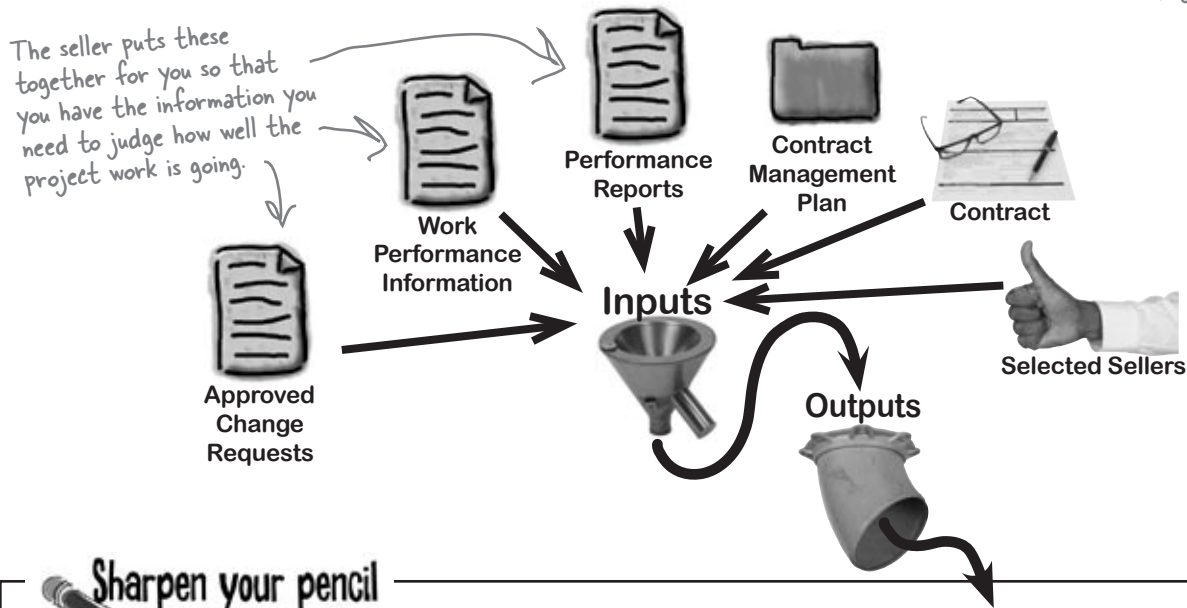 The seller puts these
together for you so that
you have the information you
need to judge how well the
project work is going.
Performance
Reports
Contract
Management
Plan
Contract
Work
Performance
Information
Inputs
Selected Sellers
Approved
Change
Requests
Outputs
Sharpen your pencil